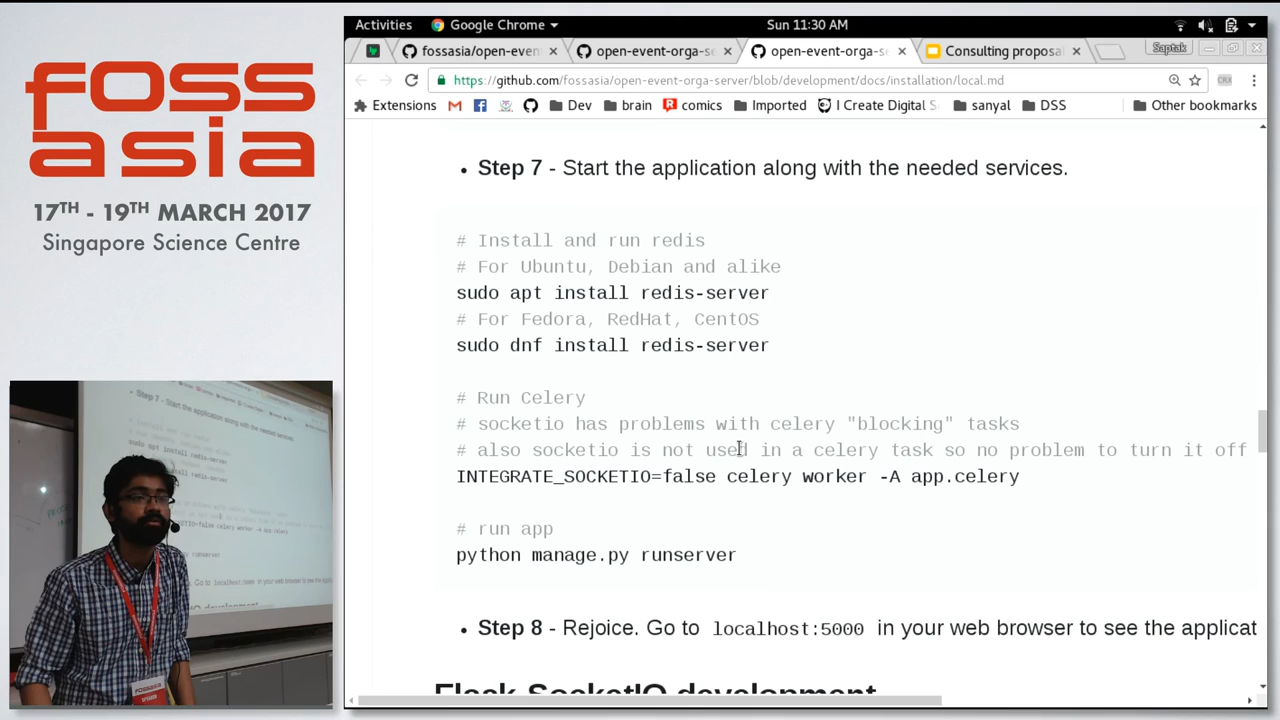 fOSS
asia
17TH - 19TH MARCH 2017
Singapore Science Centre
Activities Google Chrome Sun 11:30 AM
fossasia/open-even open-event-orga-se open-event-orga-se Consulting proposa Saptak
https://github.com/fossasia/open-event-orga-server/blob/development/docs/installation/local.md
Extensions Dev brain comics Imported I Create Digital S sanyal DSS Other bookmarks
• Step 7 - Start the application along with the needed services.
# Install and run redis
# For Ubuntu, Debian and alike
sudo apt install redis-server
# For Fedora, RedHat, CentOS
sudo dnf install redis-server
# Run Celery
# socketio has problems with celery "blocking" tasks
# also socketio is not used in a celery task so no problem to turn it off
INTEGRATE_SOCKETIO=false celery worker -A app.celery
# run app
python manage.py runserver
• Step 8 - Rejoice. Go to localhost:5000 in your web browser to see the applicat
Flask SocketIO development